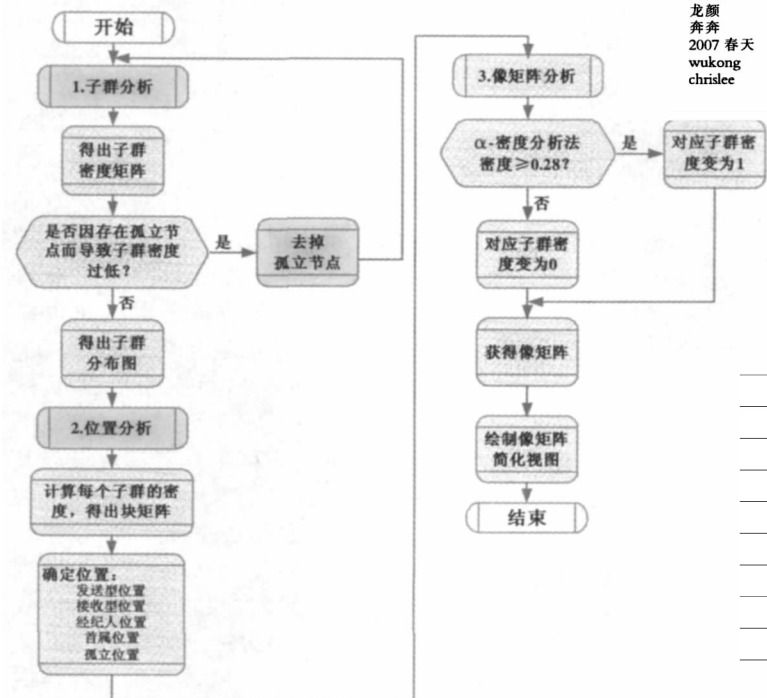 开始
1.子群分析
得出子群
密度矩阵
是否因存在孤立节
点而导致子群密度
过低？
是
去掉
孤立节点
否
得出子群
分布图
2.位置分析
计算每个子群的密
度，得出块矩阵
确定位置：
发送型位置
接收型位置
经纪人位置
首属位置
孤立位置
3.像矩阵分析
α-密度分析法
密度≥0.28？
是
对应子群密
度变为1
否
对应子群密
度变为0
获得像矩阵
绘制像矩阵
简化视图
结束
龙颜
奔奔
2007 春天
wukong
chrislee